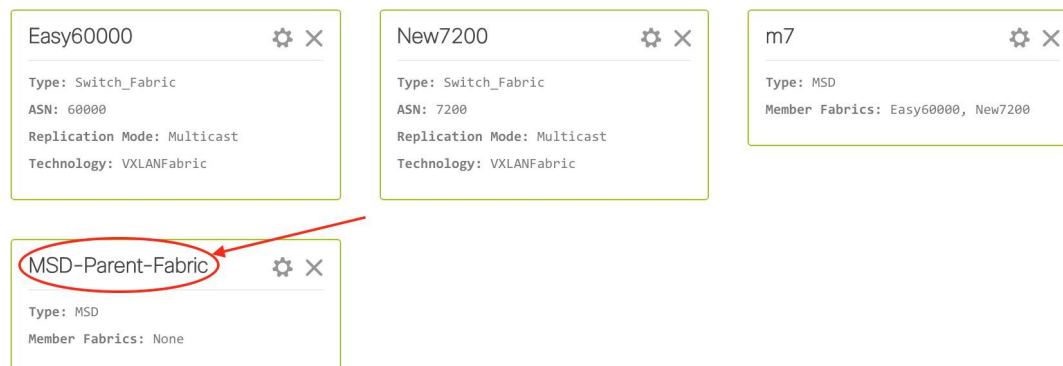 Easy60000
Type: Switch_Fabric
ASN: 60000
Replication Mode: Multicast
Technology: VXLANFabric
New7200
Type: Switch_Fabric
ASN: 7200
Replication Mode: Multicast
Technology: VXLANFabric
m7
Type: MSD
Member Fabrics: Easy60000, New7200
MSD-Parent-Fabric
Type: MSD
Member Fabrics: None